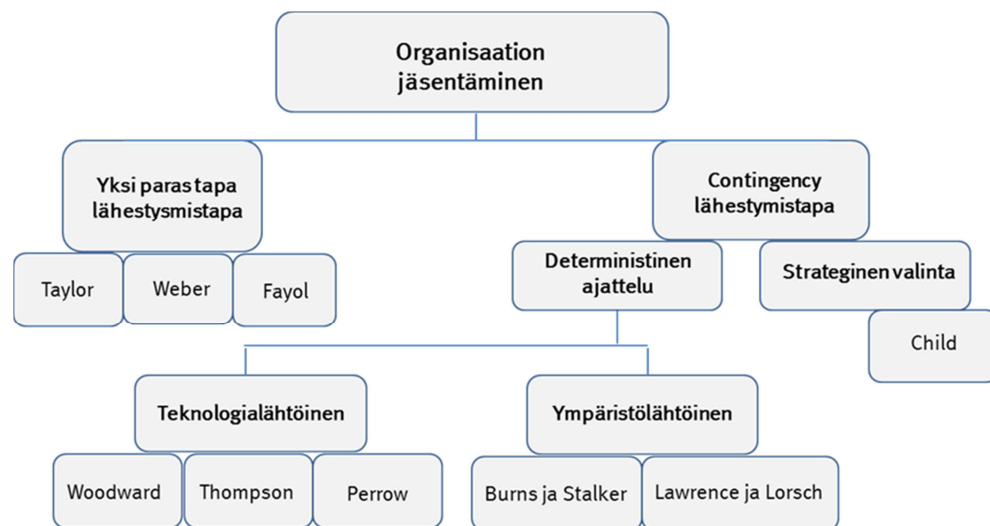 Organisaation
jäsentäminen
Yksi paras tapa
lähestysmistapa
Contingency
lähestymistapa
Taylor
Weber
Fayol
Deterministinen
ajattelu
Strateginen valinta
Child
Teknologialähtöinen
Ympäristölähtöinen
Woodward
Thompson
Perrow
Burns ja Stalker
Lawrence ja Lorsch